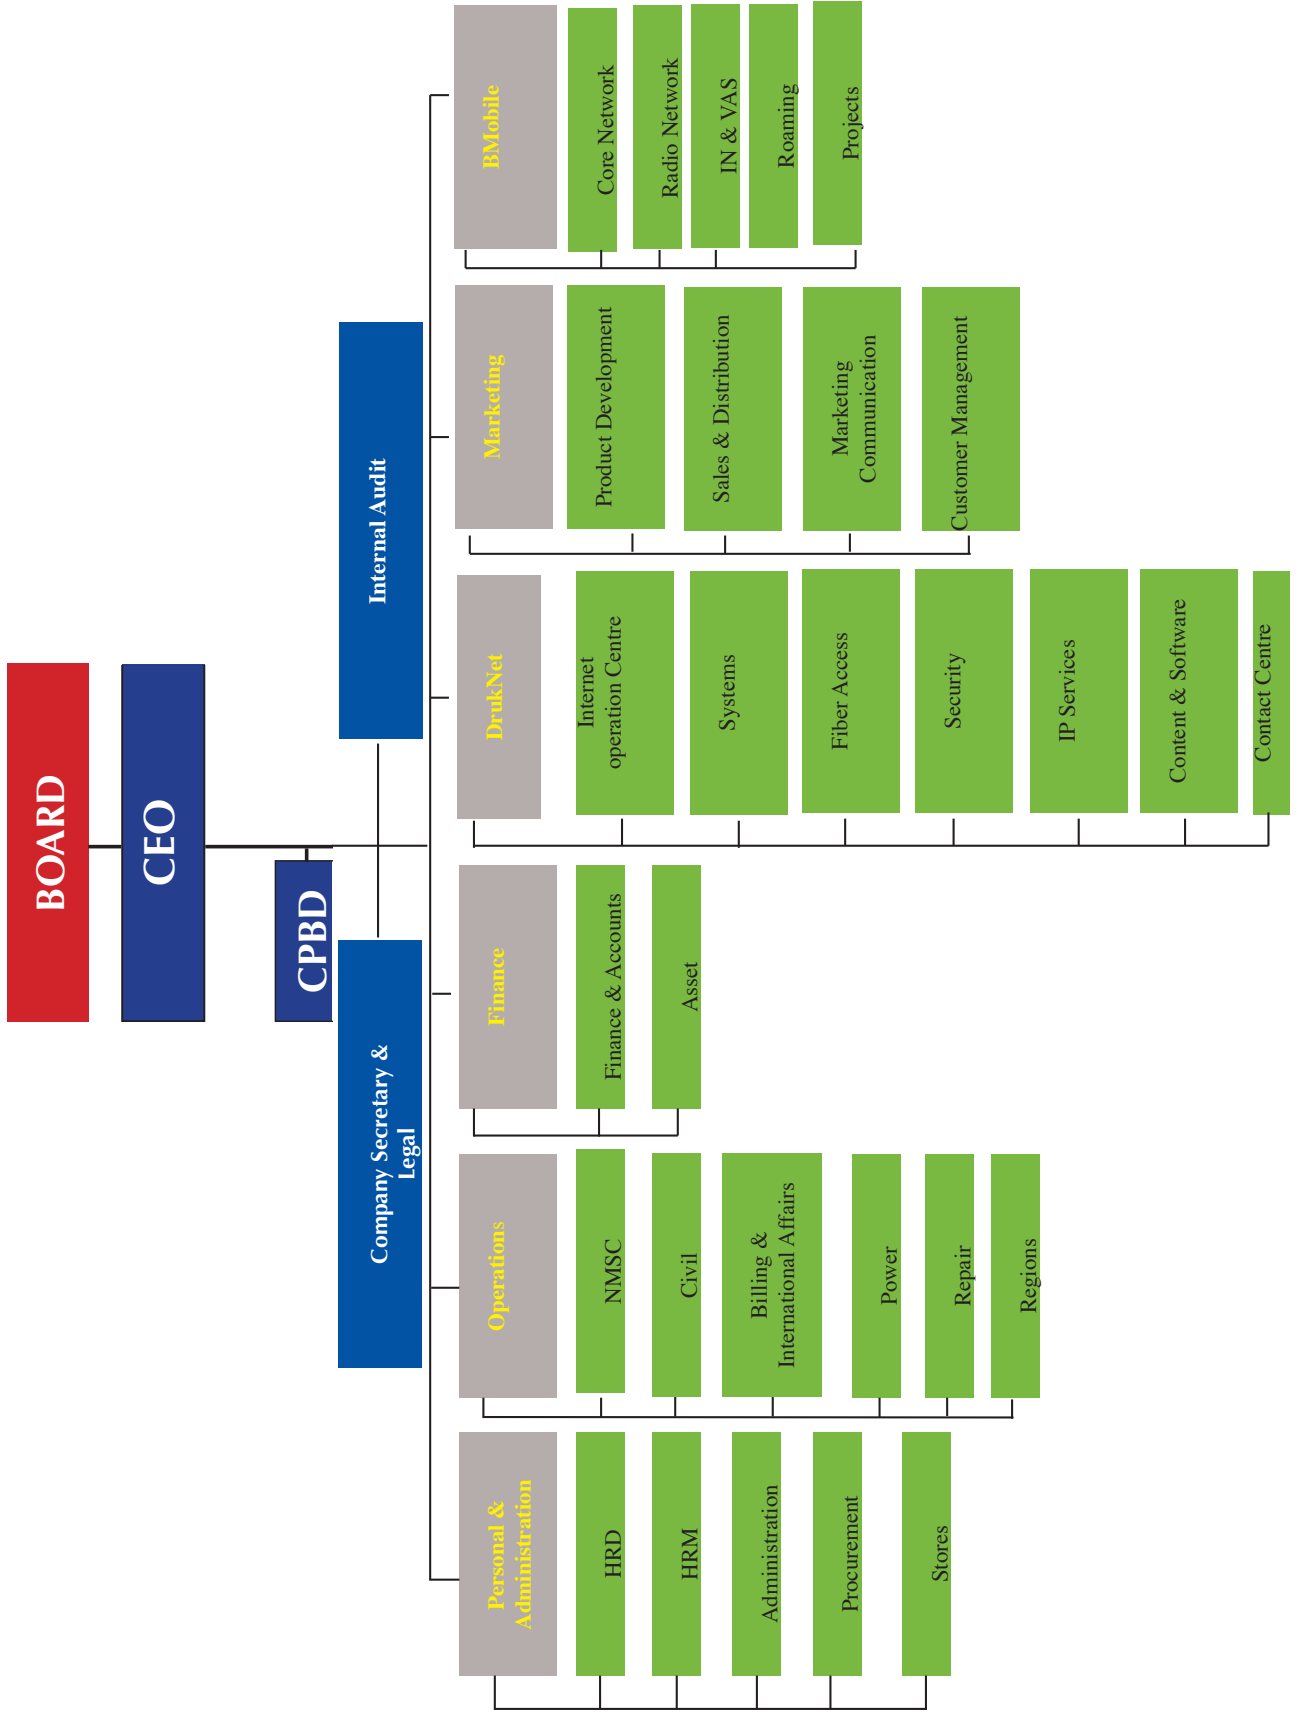 BOARD
CEO
CPBD
Company Secretary &
Legal
Internal Audit
Personal &
Administration
HRD
HRM
Administration
Procurement
Stores
Operations
NMSC
Civil
Billing &
International Affairs
Power
Repair
Regions
Finance
Finance & Accounts
Asset
DrukNet
Internet
operation Centre
Systems
Fiber Access
Security
IP Services
Content & Software
Contact Centre
Marketing
Product Development
Sales & Distribution
Marketing
Communication
Customer Management
BMobile
Core Network
Radio Network
IN & VAS
Roaming
Projects